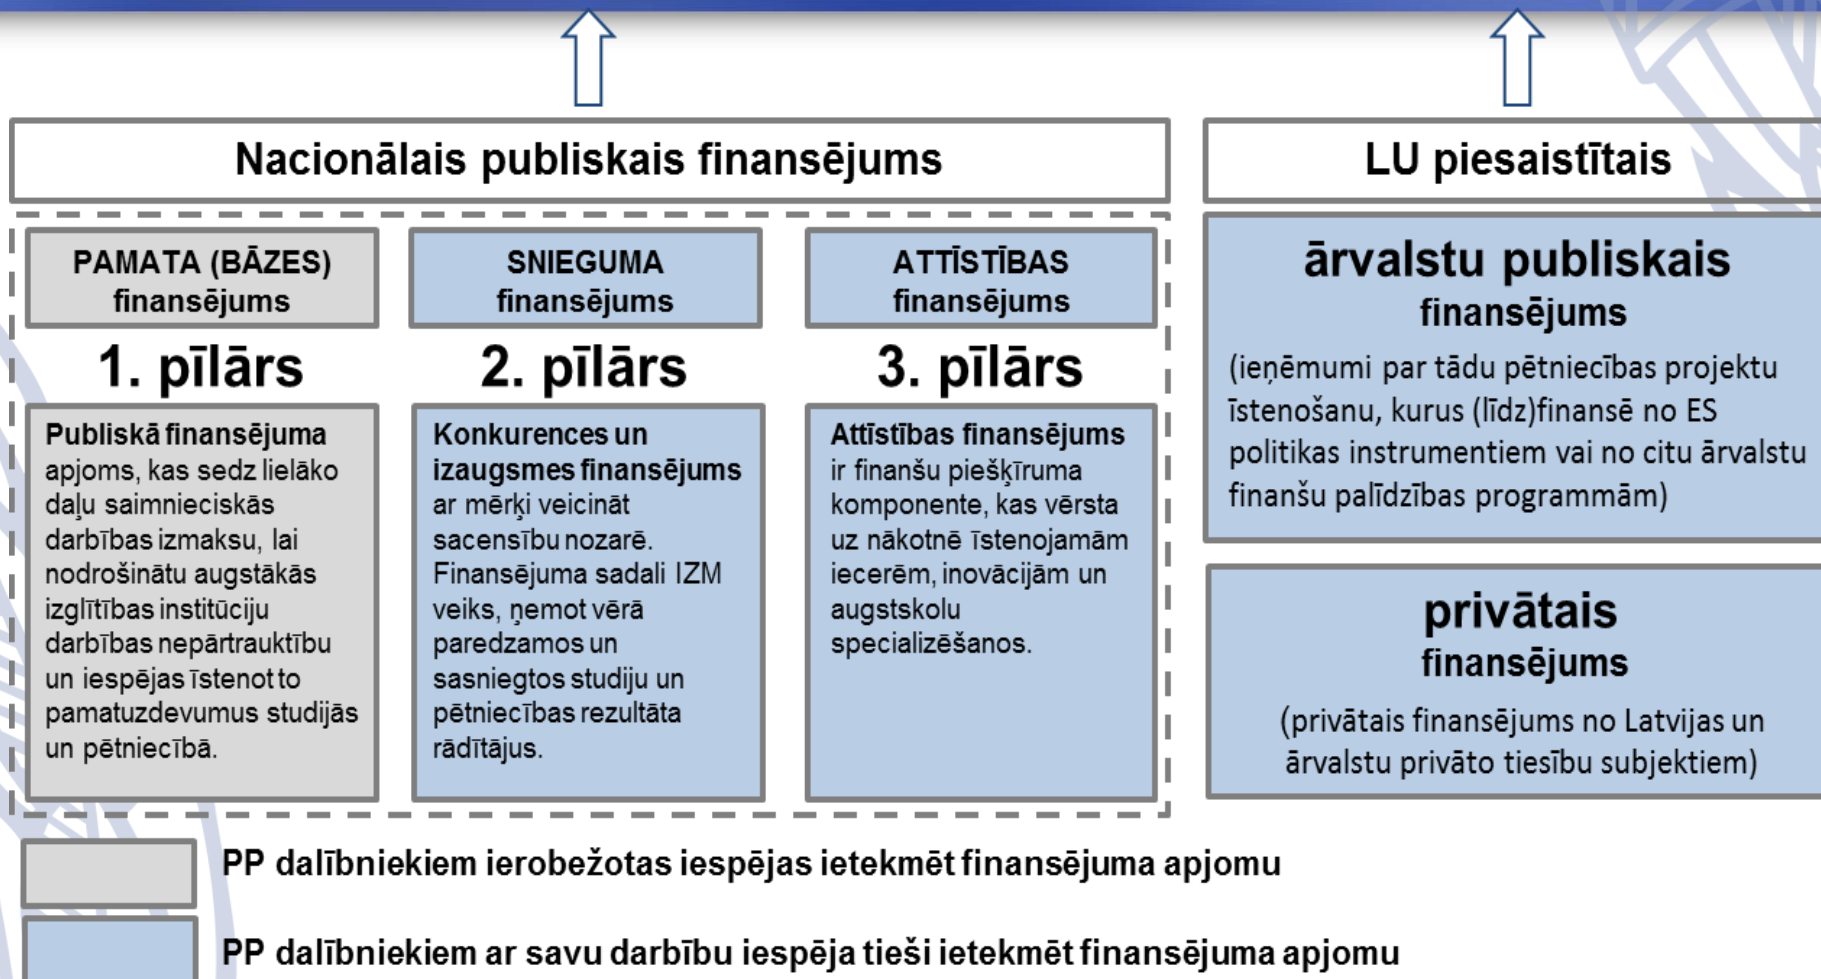 Nacionālais publiskais finansējums
PAMATA (BĀZES)
finansējums
1. pīlārs
Publiskā finansējuma
apjoms, kas sedz lielāko
daļu saimnieciskās
darbības izmaksu, lai
nodrošinātu augstākās
izglītības institūciju
darbības nepārtrauktību
un iespējas īstenot to
pamatuzdevumus studijās
un pētniecībā.
SNIEGUMA
finansējums
2. pīlārs
Konkurences un
izaugsmes finansējums
ar mērķi veicināt
sacensību nozarē.
Finansējuma sadali IZM
veiks, ņemot vērā
paredzamos un
sasniegtos studiju un
pētniecības rezultāta
rādītājus.
ATTĪSTĪBAS
finansējums
3. pīlārs
Attīstības finansējums
ir finanšu piešķīruma
komponente, kas vērsta
uz nākotnē īstenojamām
iecerēm, inovācijām un
augstskolu
specializēšanos.
LU piesaistītais
ārvalstu publiskais
finansējums
(ieņēmumi par tādu pētniecības projektu
īstenošanu, kurus (līdz)finansē no ES
politikas instrumentiem vai no citu ārvalstu
finanšu palīdzības programmām)
privātais
finansējums
(privātais finansējums no Latvijas un
ārvalstu privāto tiesību subjektiem)
PP dalībniekiem ierobežotas iespējas ietekmēt finansējuma apjomu
PP dalībniekiem ar savu darbību iespēja tieši ietekmēt finansējuma apjomu